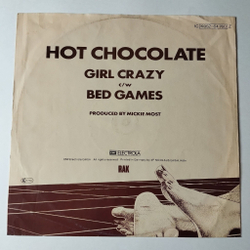 HOT CHOCOLATE
GIRL CRAZY
c/w
BED GAMES
PRODUCED BY MICKIE MOST
EMI ELECTROLA
RAK